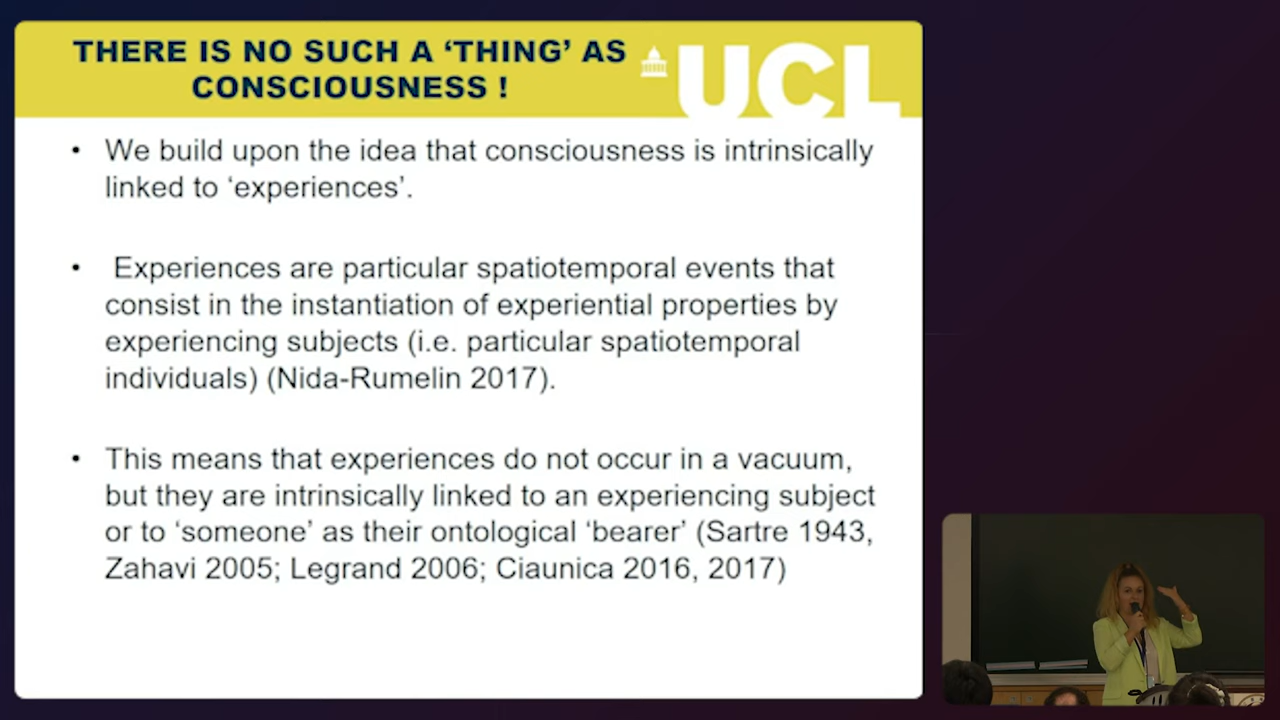 THERE IS NO SUCH A ‘THING’ AS
CONSCIOUSNESS !
UCL
• We build upon the idea that consciousness is intrinsically
linked to ‘experiences’.
• Experiences are particular spatiotemporal events that
consist in the instantiation of experiential properties by
experiencing subjects (i.e. particular spatiotemporal
individuals) (Nida-Rumelin 2017).
• This means that experiences do not occur in a vacuum,
but they are intrinsically linked to an experiencing subject
or to ‘someone’ as their ontological ‘bearer’ (Sartre 1943,
Zahavi 2005; Legrand 2006; Ciaunica 2016, 2017)